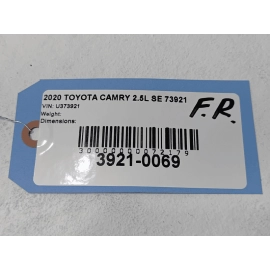 2020 TOYOTA CAMRY 2.5L SE 73921
VIN: U373921
Weight:
Dimensions:
F.R.
3921-0069